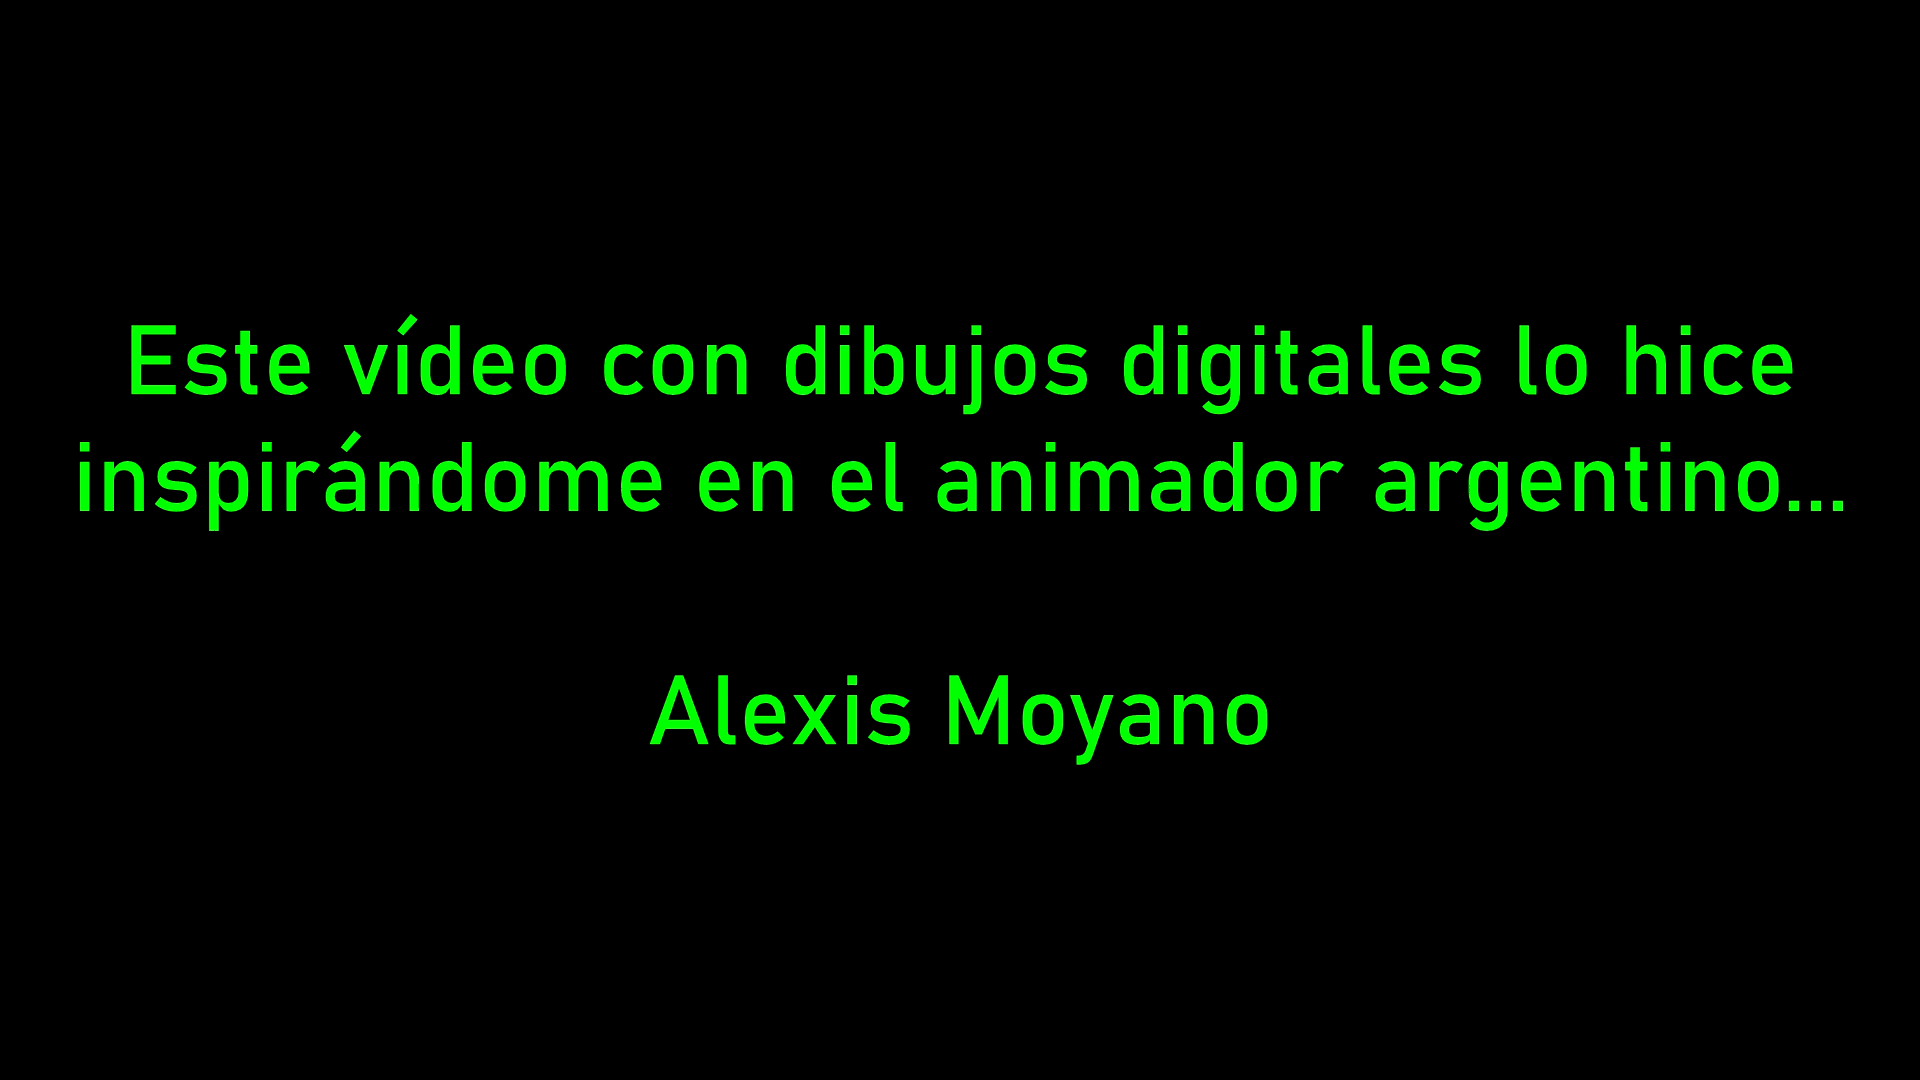 Este vídeo con dibujos digitales lo hice
inspirándome en el animador argentino...
Alexis Moyano